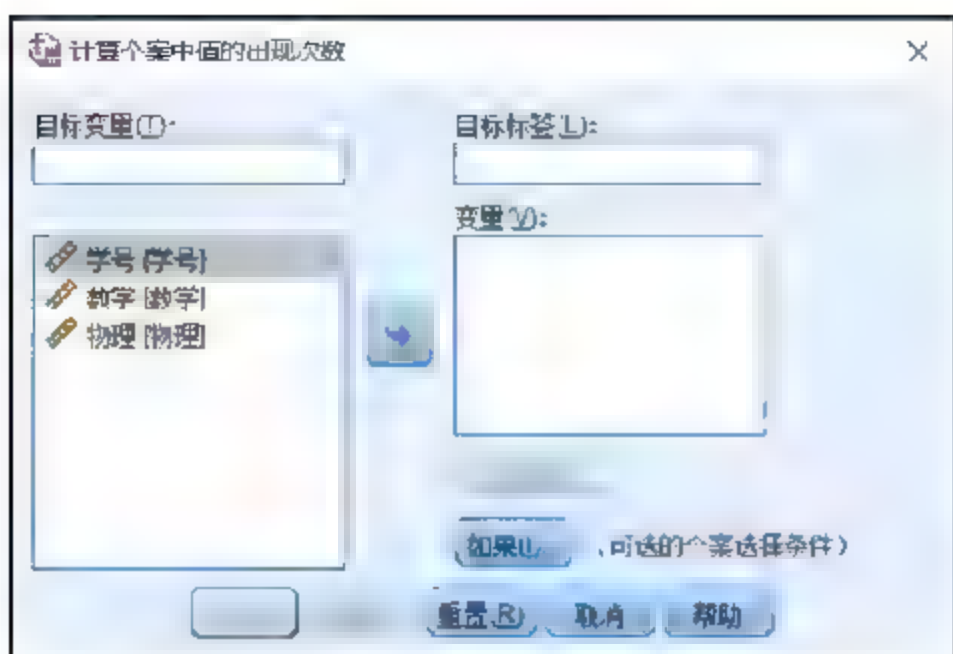 计算个案中值的出现次数
目标变量(T):
目标标签(L):
变量(V):
学号 [学号]
数学 [数学]
物理 [物理]
如果(I)
(可选的个案选择条件)
重置(R)
取消
帮助